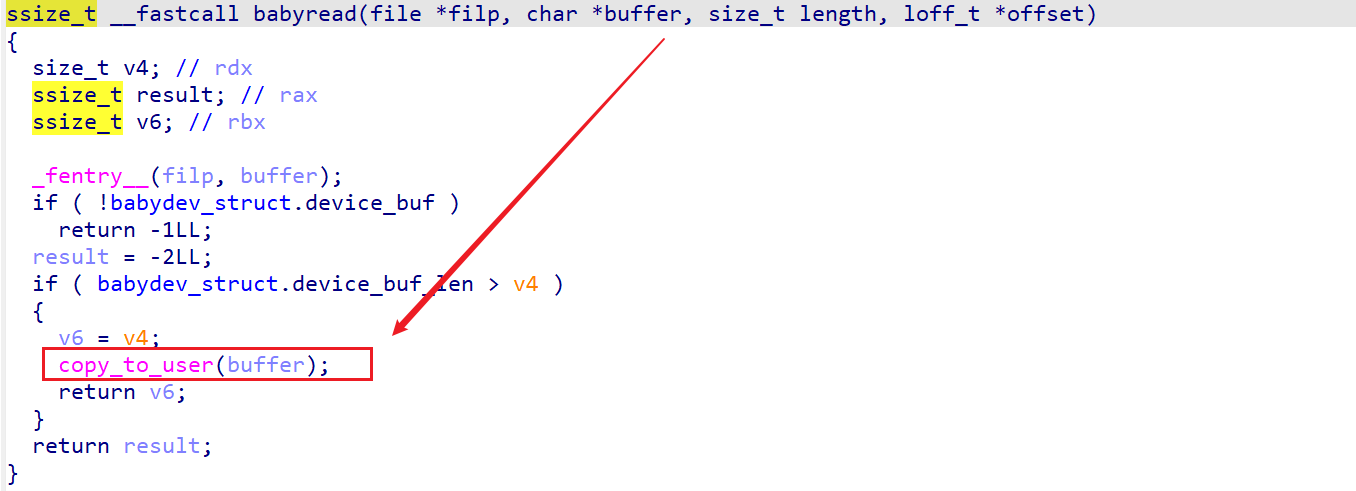 ssize_t __fastcall babyread(file *filp, char *buffer, size_t length, loff_t *offset)
{
  size_t v4; // rdx
  ssize_t result; // rax
  ssize_t v6; // rbx

  _fentry__(filp, buffer);
  if ( !babydev_struct.device_buf )
    return -1LL;
  result = -2LL;
  if ( babydev_struct.device_buf_len > v4 )
  {
    v6 = v4;
    copy_to_user(buffer);
    return v6;
  }
  return result;
}